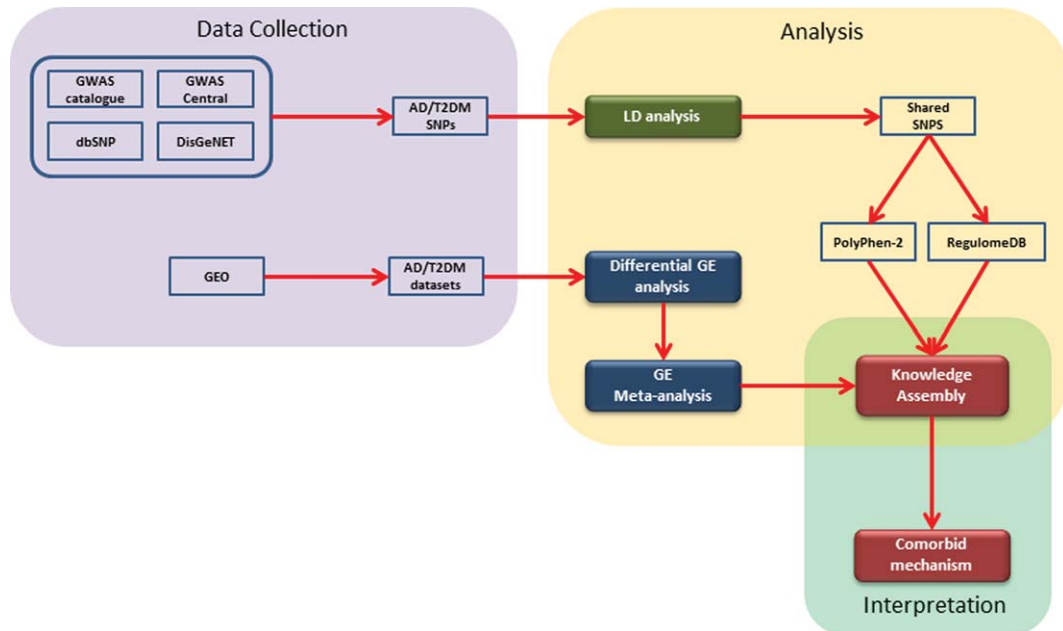 Data Collection
GWAS
catalogue
GWAS
Central
dbSNP
DisGeNET
AD/T2DM
SNPs
GEO
AD/T2DM
datasets
Analysis
LD analysis
Shared
SNPS
PolyPhen-2
RegulomeDB
Differential GE
analysis
GE
Meta-analysis
Knowledge
Assembly
Comorbid
mechanism
Interpretation